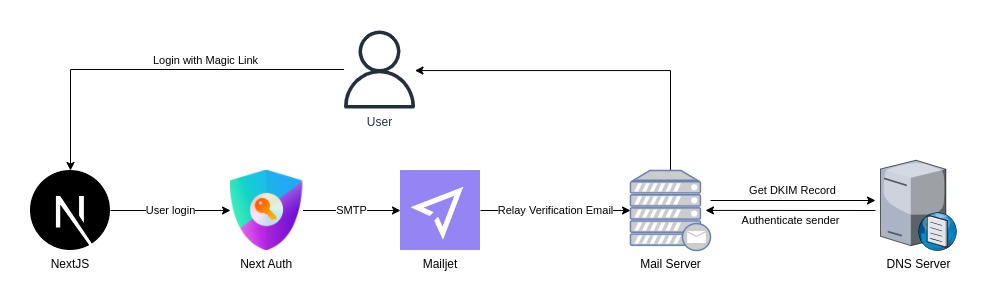 Login with Magic Link
User
User login
SMTP
Relay Verification Email
Get DKIM Record
Authenticate sender
NextJS
Next Auth
Mailjet
Mail Server
DNS Server